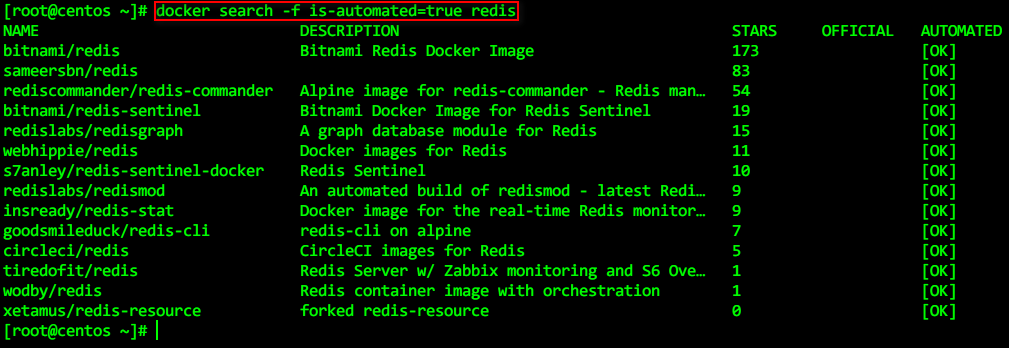 [root@centos ~]# docker search -f is-automated=true redis
NAME DESCRIPTION STARS OFFICIAL AUTOMATED
bitnami/redis Bitnami Redis Docker Image 173 [OK]
sameersbn/redis 83 [OK]
rediscommander/redis-commander Alpine image for redis-commander - Redis man… 54 [OK]
bitnami/redis-sentinel Bitnami Docker Image for Redis Sentinel 19 [OK]
redislabs/redisgraph A graph database module for Redis 15 [OK]
webhippie/redis Docker images for Redis 11 [OK]
s7anley/redis-sentinel-docker Redis Sentinel 10 [OK]
redislabs/redismod An automated build of redismod - latest Redi… 9 [OK]
insready/redis-stat Docker image for the real-time Redis monitor… 9 [OK]
goodsmileduck/redis-cli redis-cli on alpine 7 [OK]
circleci/redis CircleCI images for Redis 5 [OK]
tiredofit/redis Redis Server w/ Zabbix monitoring and S6 Ove… 1 [OK]
wodby/redis Redis container image with orchestration 1 [OK]
xetamus/redis-resource forked redis-resource 0 [OK]
[root@centos ~]#